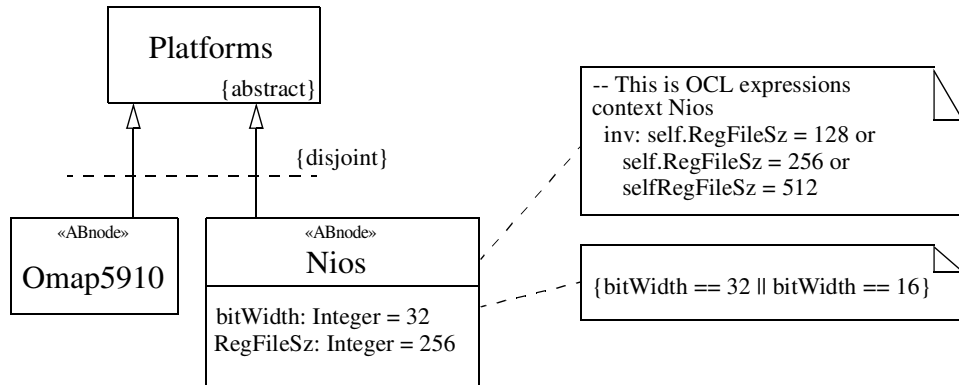 Platforms
{abstract}
{disjoint}
«ABnode»
Omap5910
«ABnode»
Nios
bitWidth: Integer = 32
RegFileSz: Integer = 256
-- This is OCL expressions
context Nios
inv: self.RegFileSz = 128 or
self.RegFileSz = 256 or
selfRegFileSz = 512
{bitWidth == 32 || bitWidth == 16}